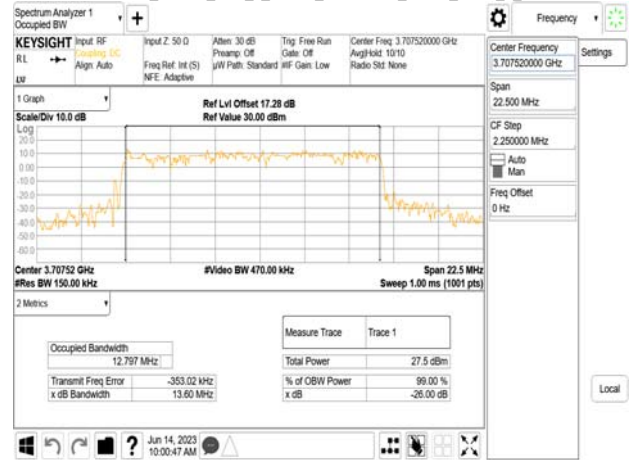 Spectrum Analyzer 1
Occupied BW
Frequency
KEYSIGHT
RL
Input: RF
Coupling: DC
Align: Auto
Input Z: 50 Ω
Freq Ref: Int (S)
NFE: Adaptive
Atten: 30 dB
Preamp: Off
µW Path: Standard
Trig: Free Run
Gate: Off
#IF Gain: Low
Center Freq: 3.707520000 GHz
Avg|Hold: 10/10
Radio Std: None
Center Frequency
3.707520000 GHz
Settings
Span
22.500 MHz
CF Step
2.250000 MHz
Auto
Man
Freq Offset
0 Hz
Local
1 Graph
Scale/Div 10.0 dB
Ref Lvl Offset 17.28 dB
Ref Value 30.00 dBm
Log
20.0
10.0
0.00
-10.0
-20.0
-30.0
-40.0
-50.0
-60.0
Center 3.70752 GHz
#Video BW 470.00 kHz
Span 22.5 MHz
#Res BW 150.00 kHz
Sweep 1.00 ms (1001 pts)
2 Metrics
Measure Trace Trace 1
Occupied Bandwidth
12.797 MHz
Total Power 27.5 dBm
Transmit Freq Error -353.02 kHz
% of OBW Power 99.00 %
x dB Bandwidth 13.60 MHz
x dB -26.00 dB
Jun 14, 2023
10:00:47 AM